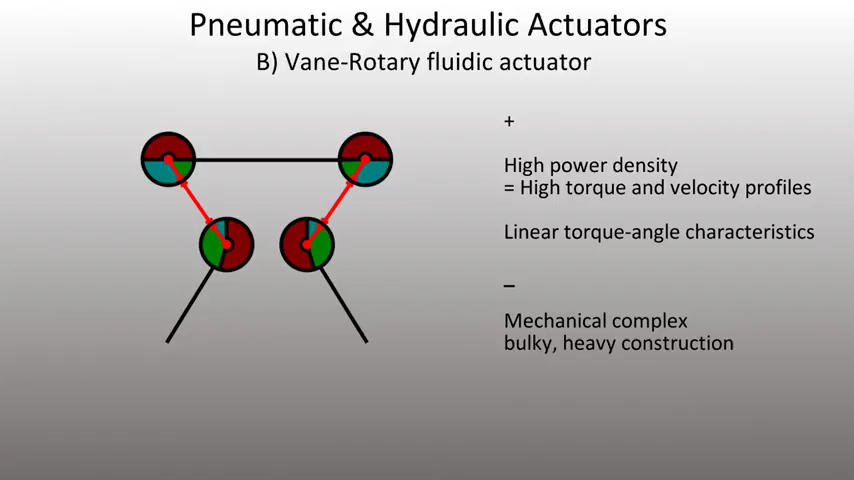 Pneumatic & Hydraulic Actuators
B) Vane-Rotary fluidic actuator
+
High power density
= High torque and velocity profiles
Linear torque-angle characteristics
–
Mechanical complex
bulky, heavy construction